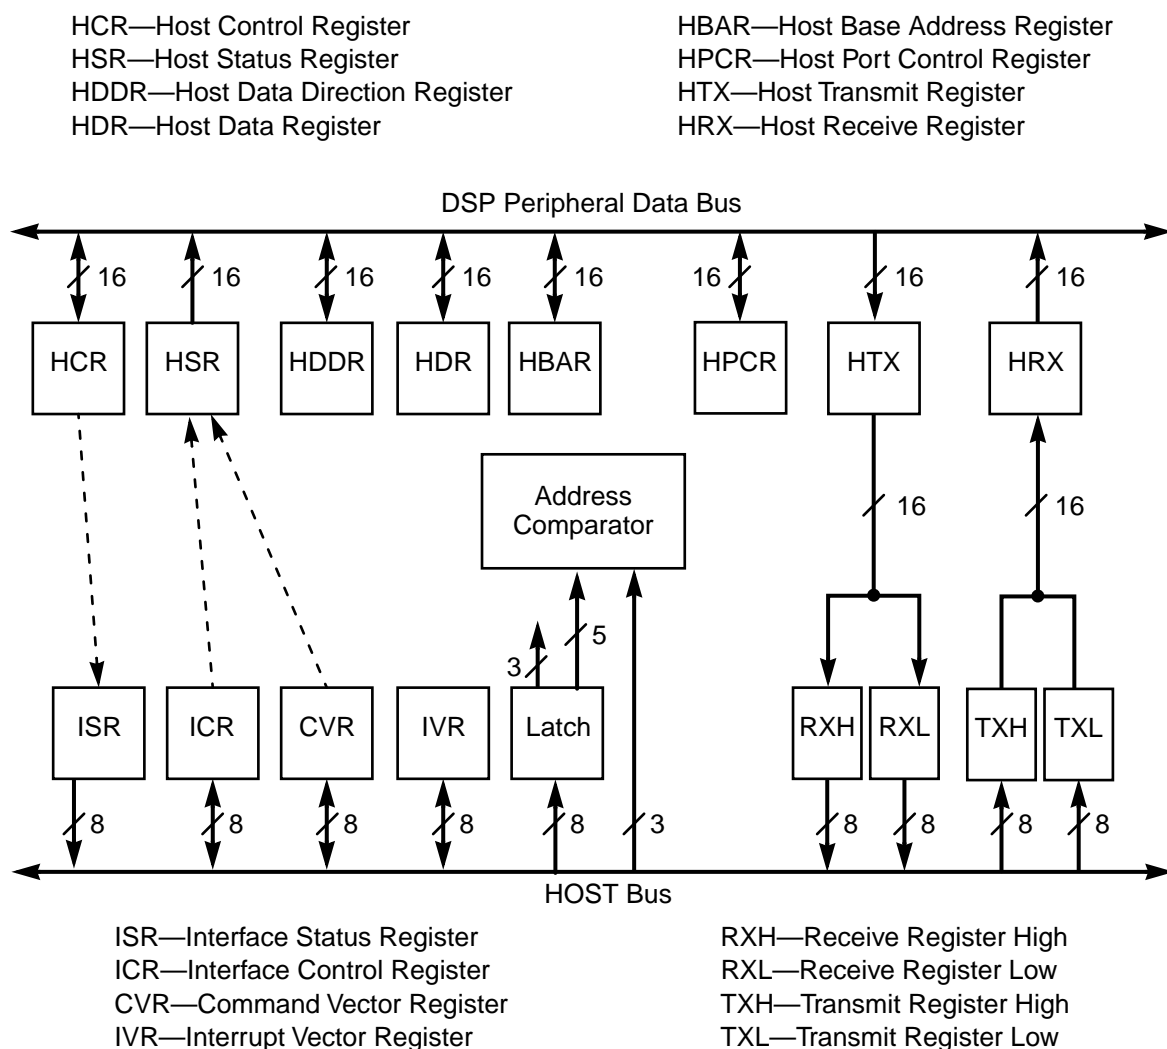 HCR—Host Control Register
HSR—Host Status Register
HDDR—Host Data Direction Register
HDR—Host Data Register
HBAR—Host Base Address Register
HPCR—Host Port Control Register
HTX—Host Transmit Register
HRX—Host Receive Register
DSP Peripheral Data Bus
16 16 16 16 16 16 16 16
HCR HSR HDDR HDR HBAR HPCR HTX HRX
Address
Comparator
16 16
5
3
ISR ICR CVR IVR Latch RXH RXL TXH TXL
8 8 8 8 8 3 8 8 8 8
HOST Bus
ISR—Interface Status Register
ICR—Interface Control Register
CVR—Command Vector Register
IVR—Interrupt Vector Register
RXH—Receive Register High
RXL—Receive Register Low
TXH—Transmit Register High
TXL—Transmit Register Low